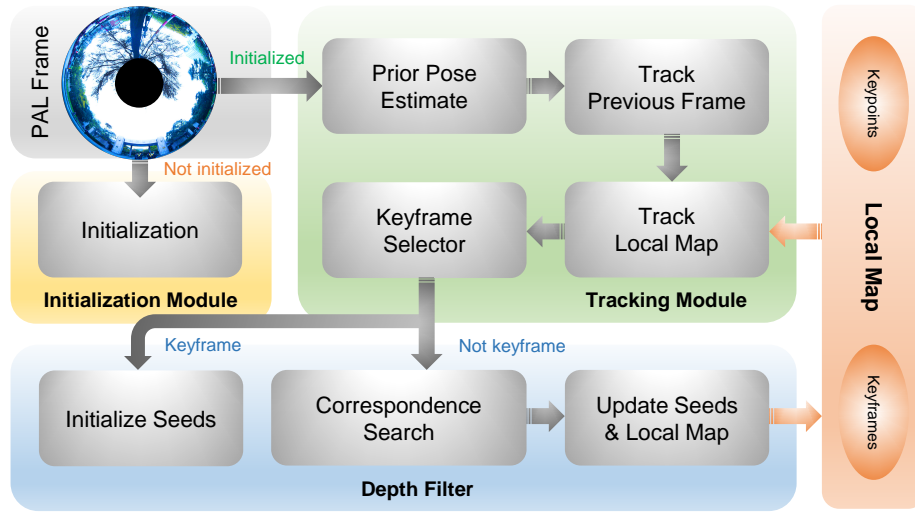 PAL Frame
Initialized
Not initialized
Initialization
Initialization Module
Prior Pose
Estimate
Track
Previous Frame
Keyframe
Selector
Track
Local Map
Tracking Module
Keypoints
Local Map
Keyframes
Keyframe
Not keyframe
Initialize Seeds
Correspondence
Search
Update Seeds
& Local Map
Depth Filter